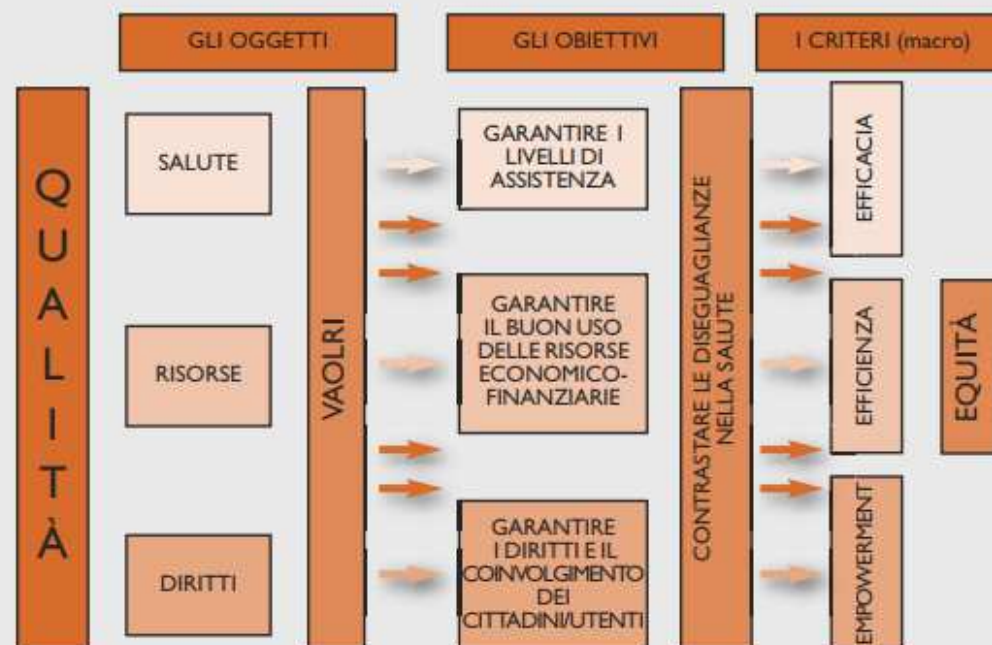 GLI OGGETTI
GLI OBIETTIVI
I CRITERI (macro)
QUALITÀ
SALUTE
RISORSE
DIRITTI
VAOLRI
GARANTIRE I
LIVELLI DI
ASSISTENZA
GARANTIRE
IL BUON USO
DELLE RISORSE
ECONOMICO-
FINANZIARIE
GARANTIRE
I DIRITTI E IL
COINVOLGIMENTO
DEI
CITTADINI/UTENTI
CONTRASTARE LE DISEGUAGLIANZE
NELLA SALUTE
EFFICACIA
EFFICIENZA
EMPOWERMENT
EQUITÀ